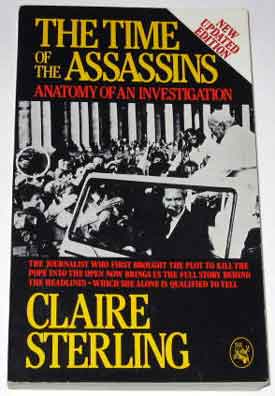 THE TIME
OF THE ASSASSINS
ANATOMY OF AN INVESTIGATION
NEW
UPDATED
EDITION
THE JOURNALIST WHO FIRST BROUGHT THE PLOT TO KILL THE
POPE INTO THE OPEN NOW BRINGS US THE FULL STORY BEHIND
THE HEADLINES - WHICH SHE ALONE IS QUALIFIED TO TELL
CLAIRE
STERLING